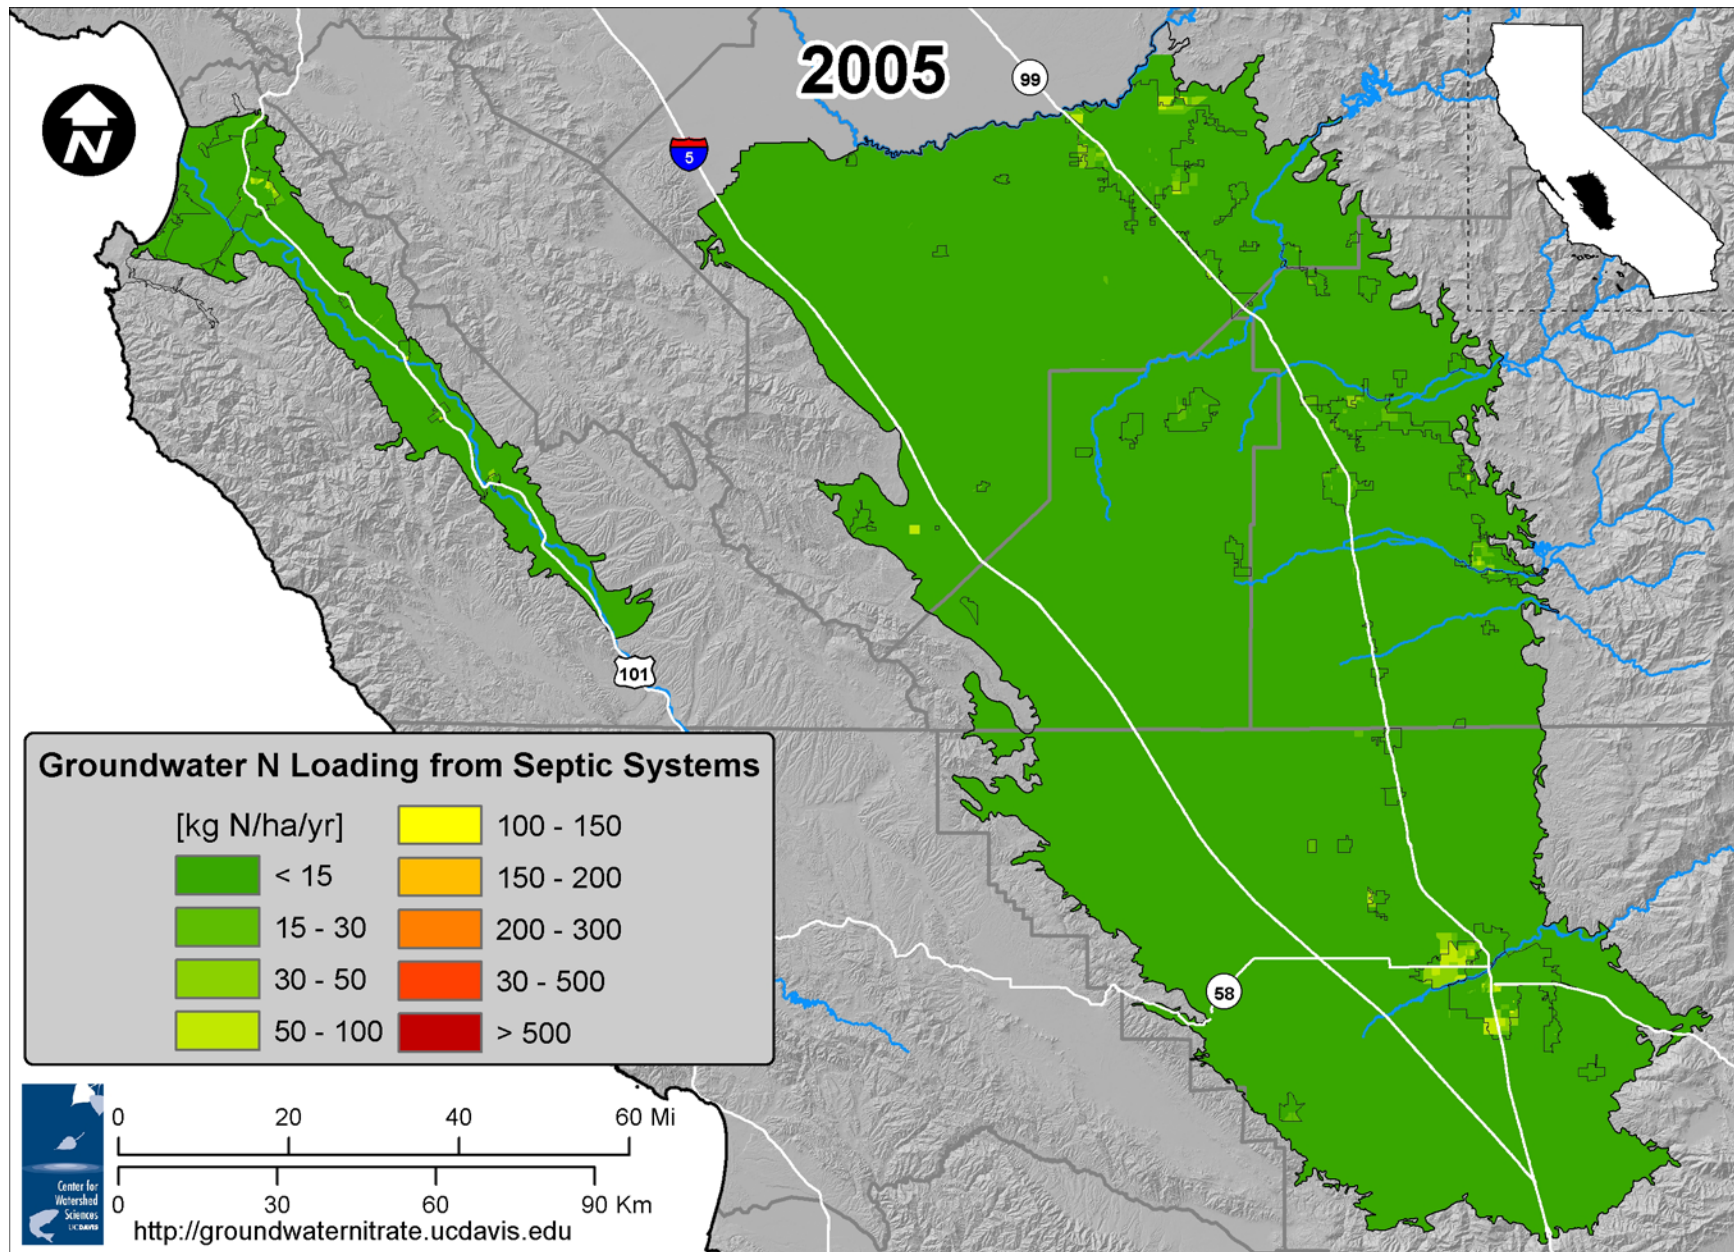 2005
99
5
N
101
58
Groundwater N Loading from Septic Systems
[kg N/ha/yr]
< 15
15 - 30
30 - 50
50 - 100
100 - 150
150 - 200
200 - 300
30 - 500
> 500
0 20 40 60 Mi
0 30 60 90 Km
Center for
Watershed
Sciences
UC DAVIS
http://groundwaternitrate.ucdavis.edu